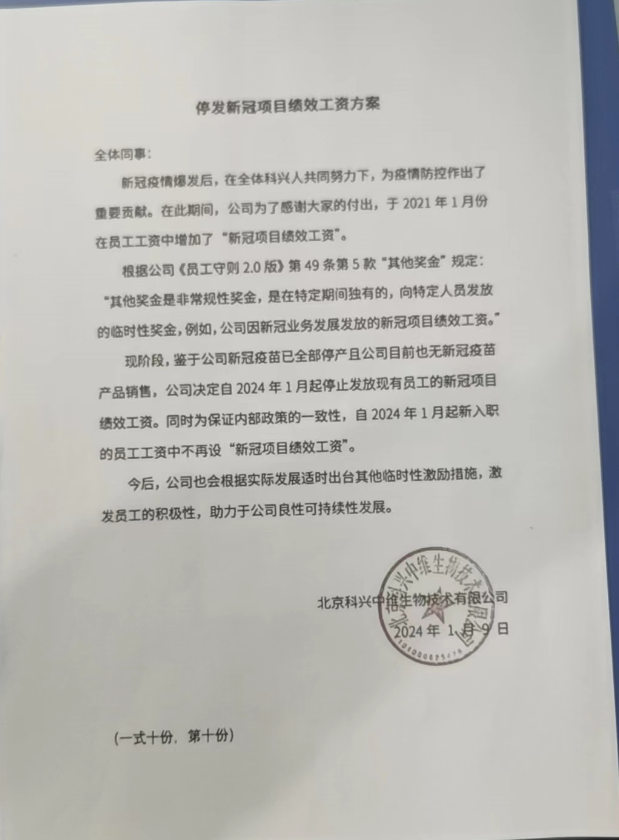 停发新冠项目绩效工资方案
全体同事：
新冠疫情爆发后，在全体科兴人共同努力下，为疫情防控作出了
重要贡献。在此期间，公司为了感谢大家的付出，于 2021 年 1 月份
在员工工资中增加了“新冠项目绩效工资”。
根据公司《员工守则 2.0 版》第 49 条第 5 款“其他奖金”规定：
“其他奖金是非常规性奖金，是在特定期间独有的，向特定人员发放
的临时性奖金，例如，公司因新冠业务发展发放的新冠项目绩效工资。”
现阶段，鉴于公司新冠疫苗已全部停产且公司目前也无新冠疫苗
产品销售，公司决定自 2024 年 1 月起停止发放现有员工的新冠项目
绩效工资。同时为保证内部政策的一致性，自 2024 年 1 月起新入职
的员工工资中不再设“新冠项目绩效工资”。
今后，公司也会根据实际发展适时出台其他临时性激励措施，激
发员工的积极性，助力于公司良性可持续性发展。
北京科兴中维生物技术有限公司
2024 年 1 月 9 日
北京科兴中维生物技术有限公司
（一式十份，第十份）